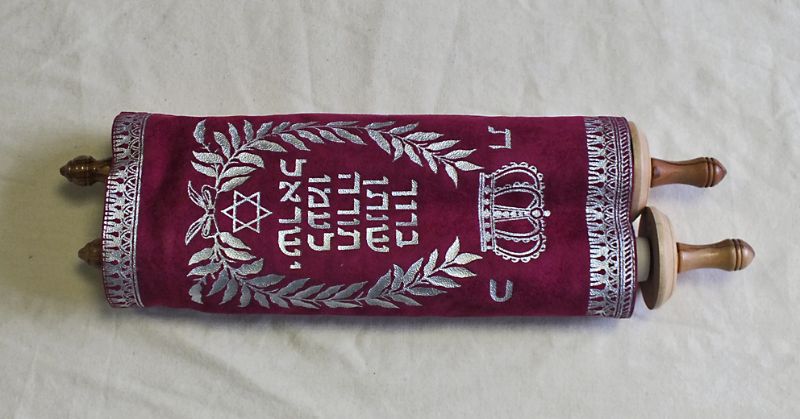 כ ת
ברוך
שנתן
תורה
לעמו
ישראל